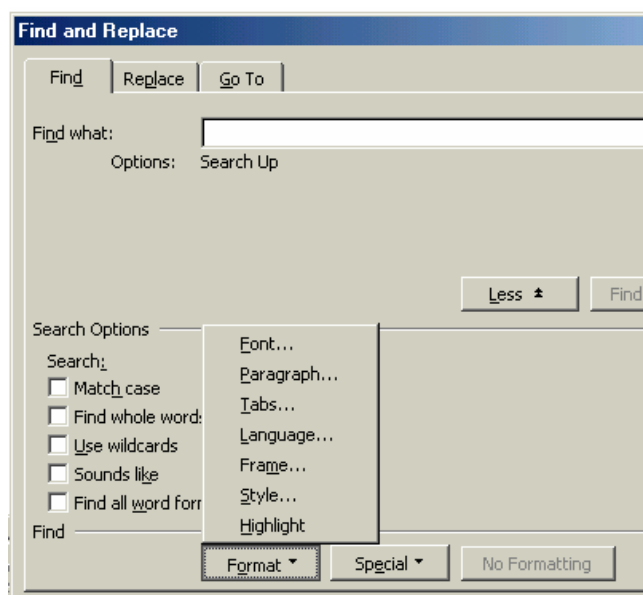 Find and Replace
Find Replace Go To
Find what:
Options: Search Up
Less Find
Search Options
Font...
Search:
Paragraph...
Match case
Tabs...
Find whole words
Language...
Use wildcards
Frame...
Sounds like
Style...
Find all word for
Highlight
Find
Format Special No Formatting